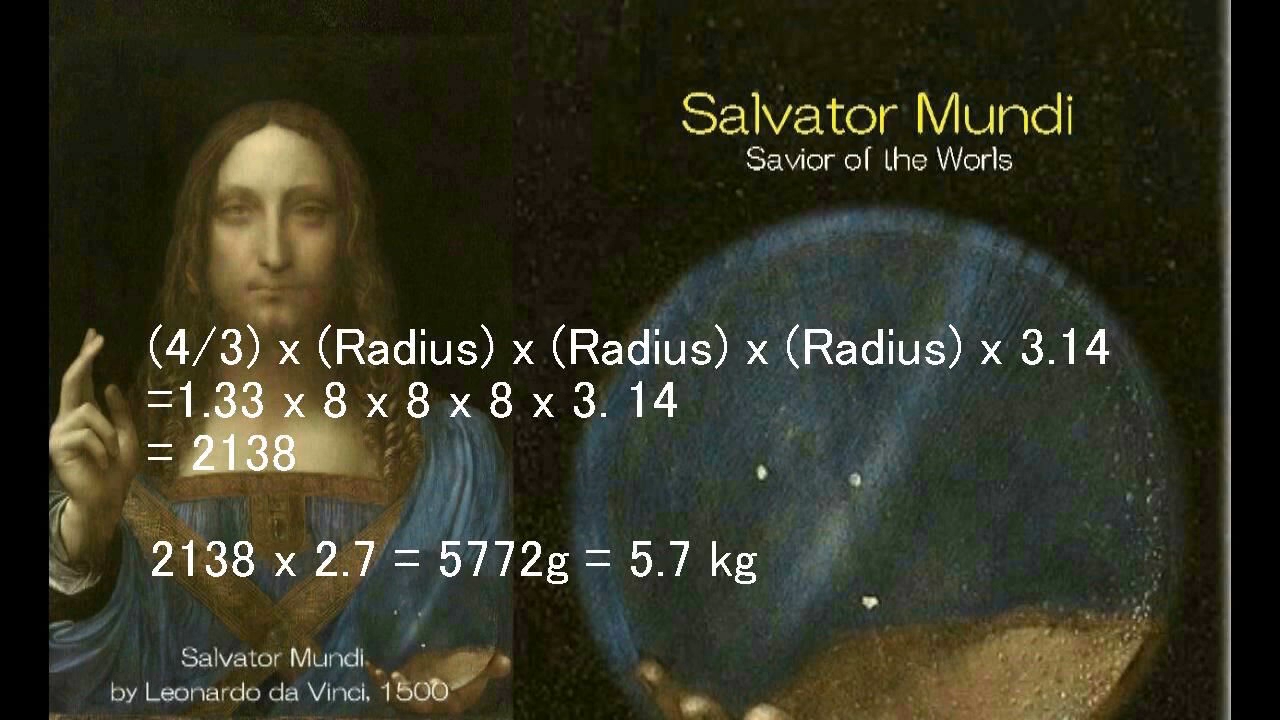 Salvator Mundi
Savior of the Worls
(4/3) x (Radius) x (Radius) x (Radius) x 3.14
=1.33 x 8 x 8 x 8 x 3. 14
= 2138
2138 x 2.7 = 5772g = 5.7 kg
Salvator Mundi
by Leonardo da Vinci, 1500